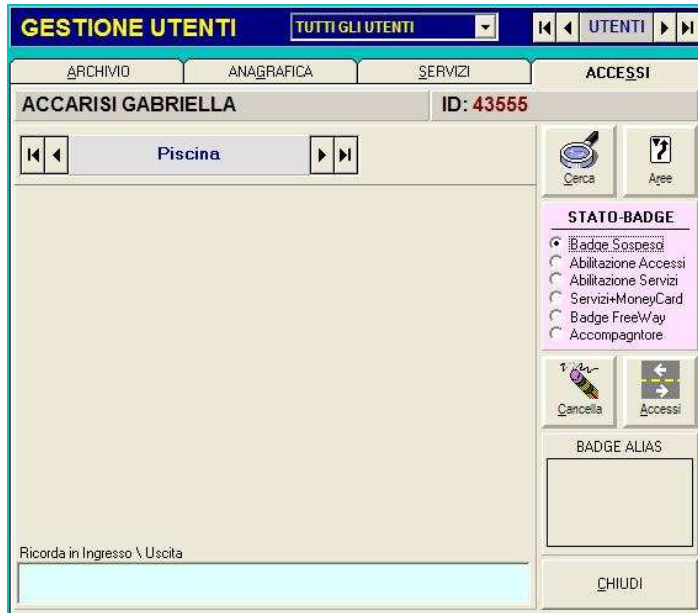 GESTIONE UTENTI
TUTTI GLI UTENTI
UTENTI
ARCHIVIO
ANAGRAFICA
SERVIZI
ACCESSI
ACCARISI GABRIELLA
ID: 43555
Piscina
Cerca
Aree
STATO-BADGE
Badge Sospeso
Abilitazione Accessi
Abilitazione Servizi
Servizi+MoneyCard
Badge FreeWay
Accompagntore
Cancella
Accessi
BADGE ALIAS
Ricorda in Ingresso \ Uscita
CHIUDI